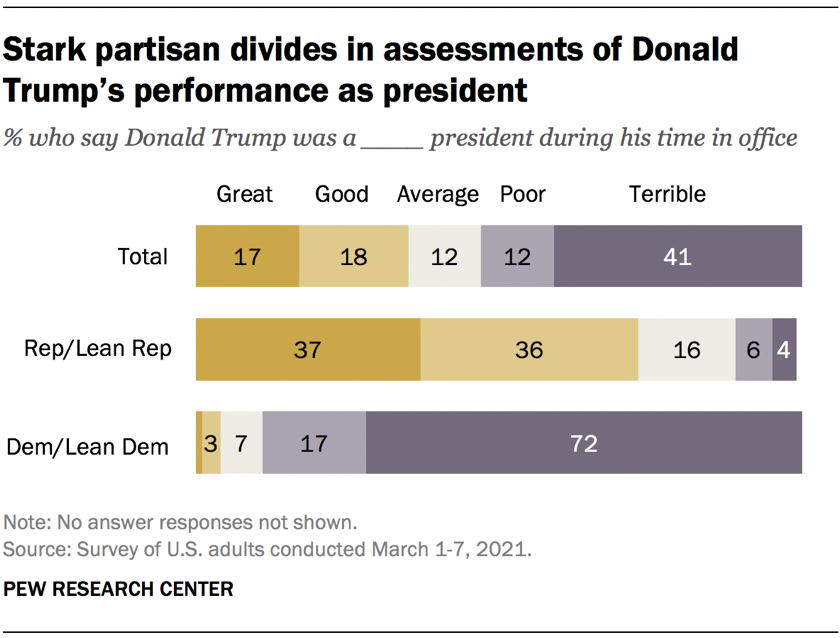 Stark partisan divides in assessments of Donald
Trump’s performance as president
% who say Donald Trump was a _____ president during his time in office
Great Good Average Poor Terrible
Total 17 18 12 12 41
Rep/Lean Rep 37 36 16 6 4
Dem/Lean Dem 3 7 17 72
Note: No answer responses not shown.
Source: Survey of U.S. adults conducted March 1-7, 2021.
PEW RESEARCH CENTER